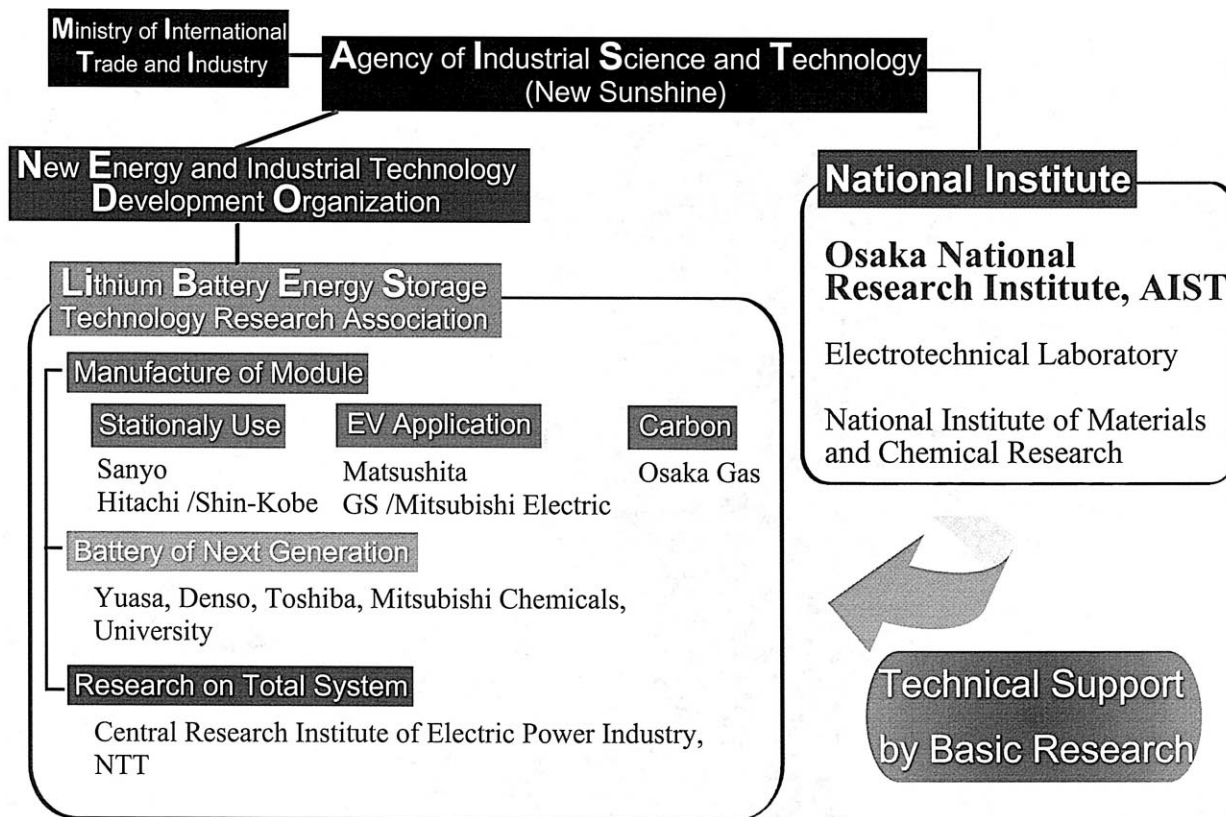 Ministry of International
Trade and Industry
Agency of Industrial Science and Technology
(New Sunshine)
New Energy and Industrial Technology
Development Organization
National Institute
Osaka National
Research Institute, AIST
Electrotechnical Laboratory
National Institute of Materials
and Chemical Research
Lithium Battery Energy Storage
Technology Research Association
Manufacture of Module
Stationaly Use
Sanyo
Hitachi /Shin-Kobe
EV Application
Matsushita
GS /Mitsubishi Electric
Carbon
Osaka Gas
Battery of Next Generation
Yuasa, Denso, Toshiba, Mitsubishi Chemicals,
University
Research on Total System
Central Research Institute of Electric Power Industry,
NTT
Technical Support
by Basic Research